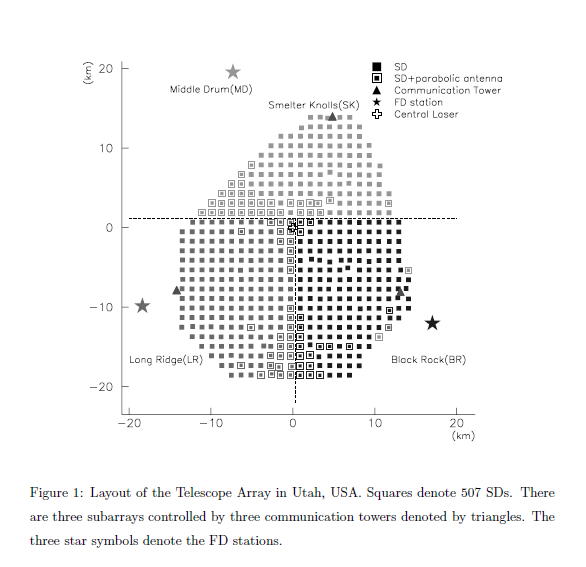 20
(km)
10
0
−10
−20
−20
−10
0
10
20
(km)
Middle Drum(MD)
Smelter Knolls(SK)
SD
SD+parabolic antenna
Communication Tower
FD station
Central Laser
Long Ridge(LR)
Black Rock(BR)
Figure 1: Layout of the Telescope Array in Utah, USA. Squares denote 507 SDs. There
are three subarrays controlled by three communication towers denoted by triangles. The
three star symbols denote the FD stations.